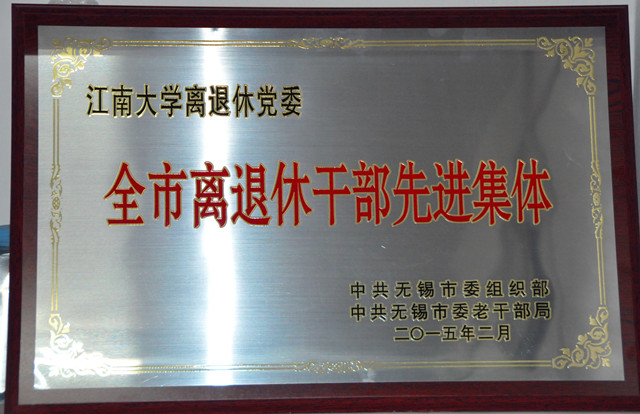 江南大学离退休党委
全市离退休干部先进集体
中共无锡市委组织部
中共无锡市委老干部局
二〇一五年二月